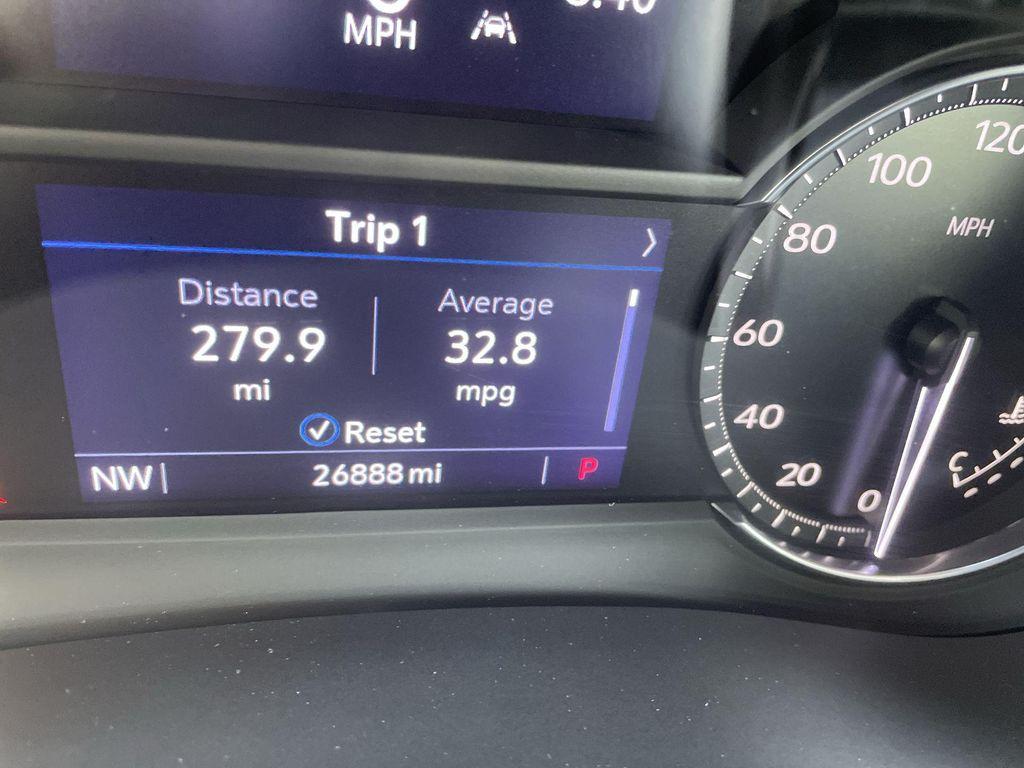 MPH
Trip 1
Distance
Average
279.9
32.8
mi
mpg
Reset
NW
26888 mi
P
120
100
80
60
40
20
0
MPH
C